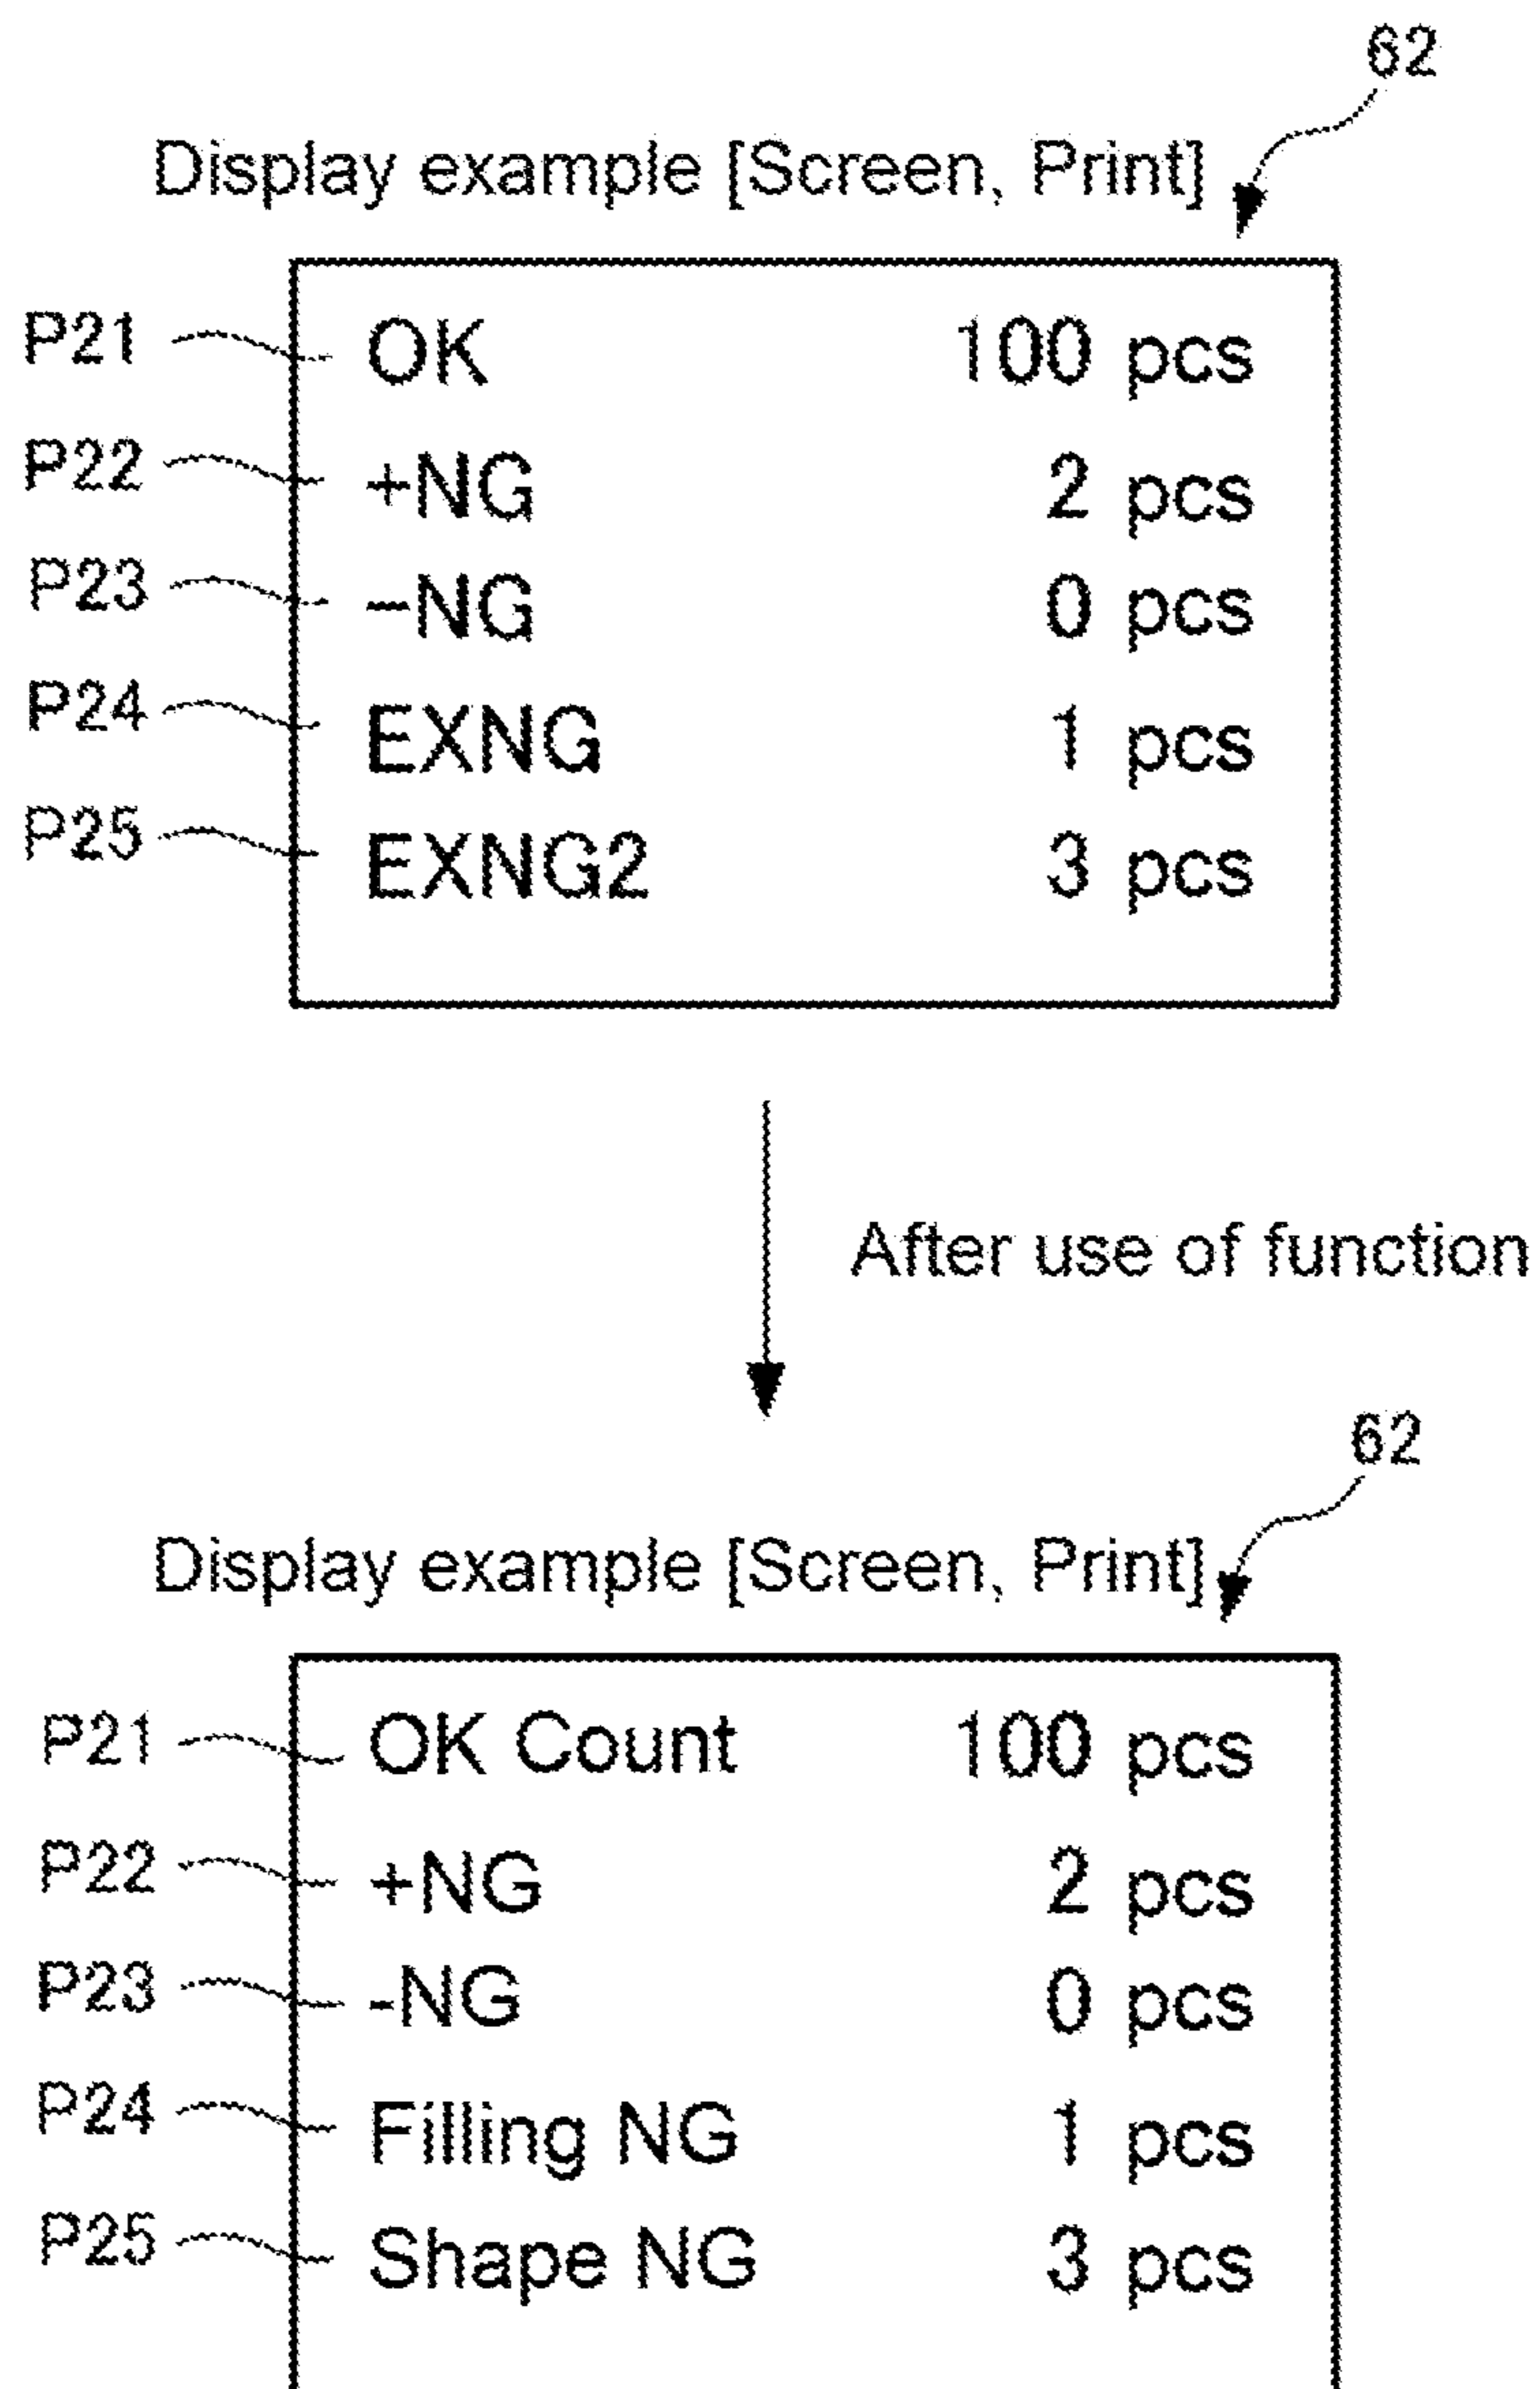 62
Display example [Screen, Print]
P21 OK 100 pcs
P22 +NG 2 pcs
P23 −NG 0 pcs
P24 EXNG 1 pcs
P25 EXNG2 3 pcs
After use of function
62
Display example [Screen, Print]
P21 OK Count 100 pcs
P22 +NG 2 pcs
P23 -NG 0 pcs
P24 Filling NG 1 pcs
P25 Shape NG 3 pcs